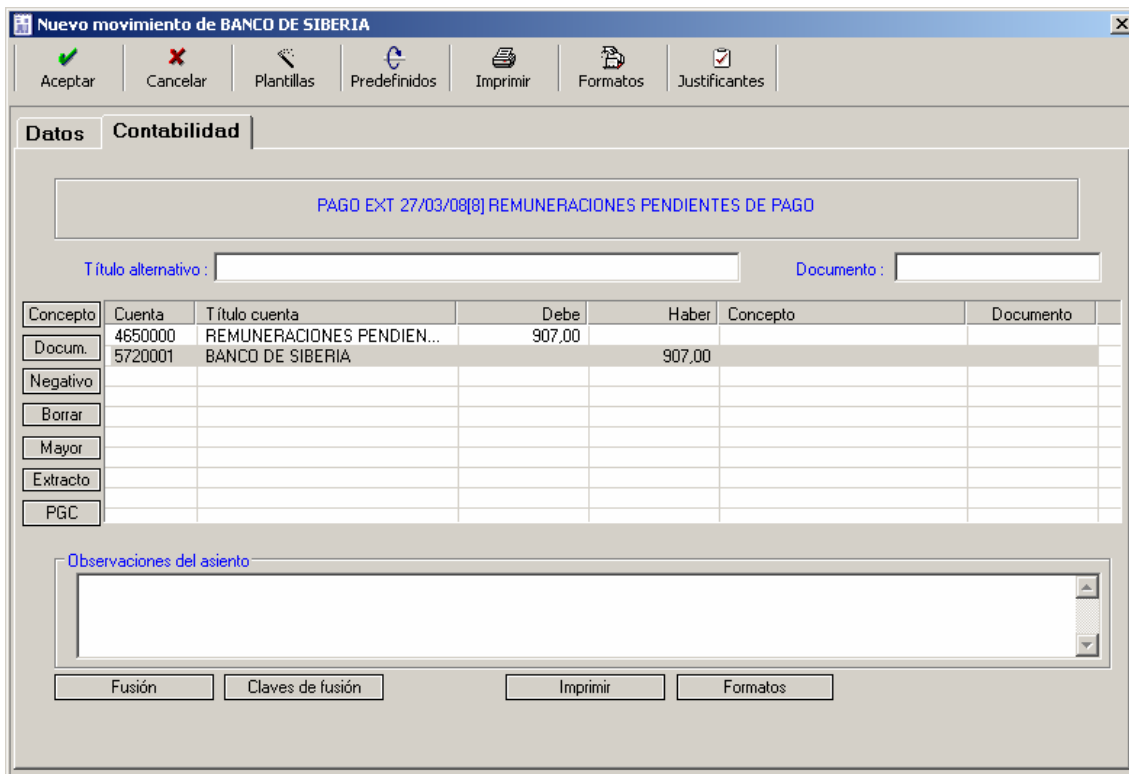 Nuevo movimiento de BANCO DE SIBERIA
Aceptar Cancelar Plantillas Predefinidos Imprimir Formatos Justificantes
Datos Contabilidad
PAGO EXT 27/03/08[8] REMUNERACIONES PENDIENTES DE PAGO
Título alternativo : Documento :
Concepto Cuenta Título cuenta Debe Haber Concepto Documento
4650000 REMUNERACIONES PENDIEN... 907,00
Docum.
5720001 BANCO DE SIBERIA 907,00
Negativo
Borrar
Mayor
Extracto
PGC
Observaciones del asiento
Fusión Claves de fusión Imprimir Formatos